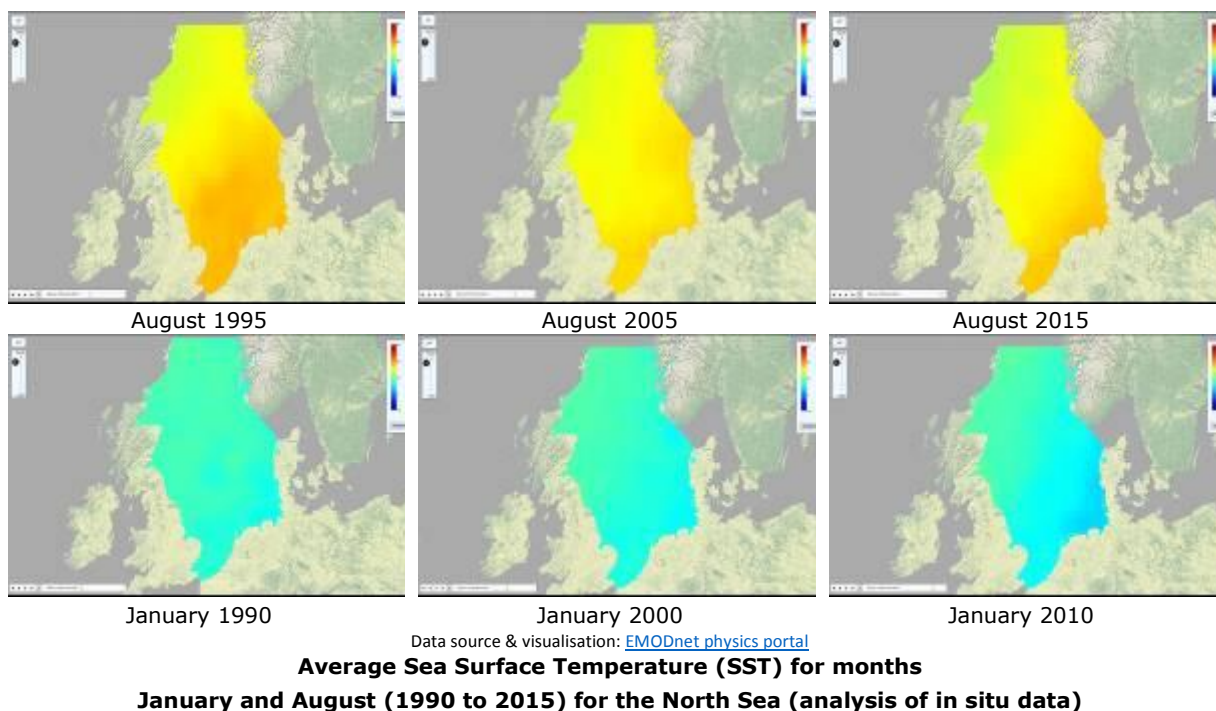 August 1995
August 2005
August 2015
January 1990
January 2000
January 2010
Data source & visualisation: EMODnet physics portal
Average Sea Surface Temperature (SST) for months
January and August (1990 to 2015) for the North Sea (analysis of in situ data)